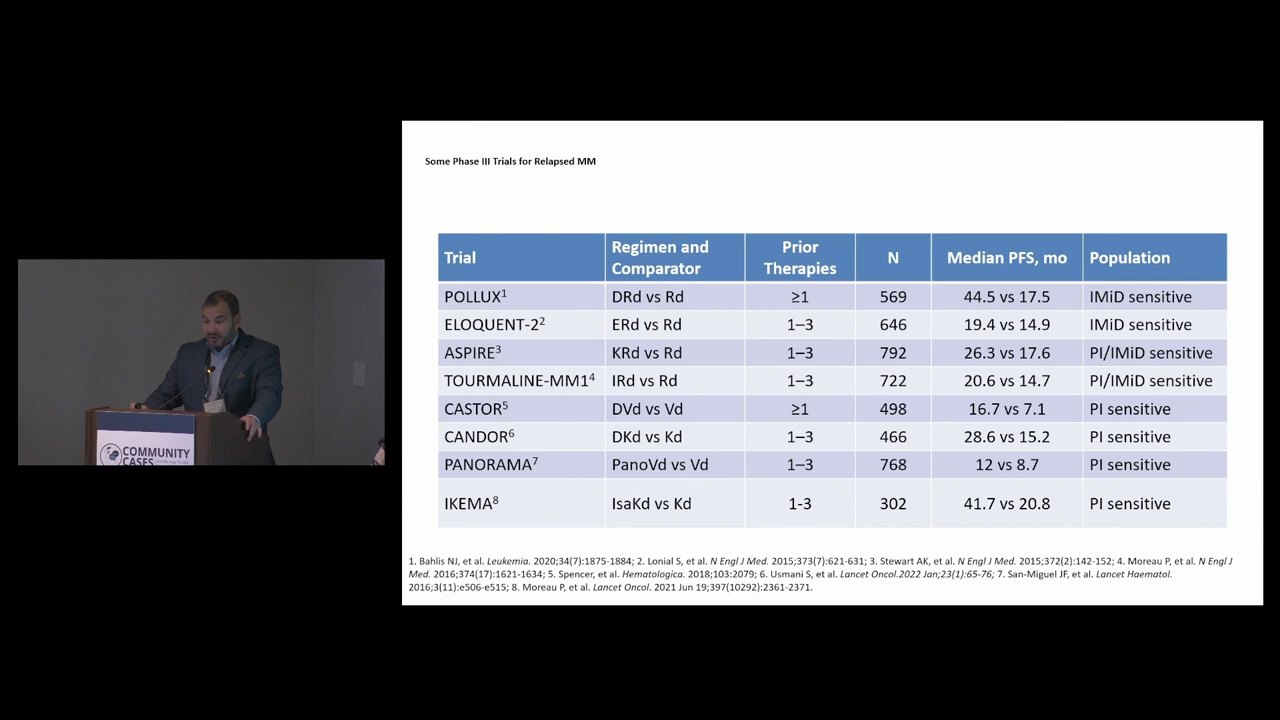 Some Phase III Trials for Relapsed MM
Trial Regimen and Comparator Prior Therapies N Median PFS, mo Population
POLLUX1 DRd vs Rd ≥1 569 44.5 vs 17.5 IMiD sensitive
ELOQUENT-22 ERd vs Rd 1–3 646 19.4 vs 14.9 IMiD sensitive
ASPIRE3 KRd vs Rd 1–3 792 26.3 vs 17.6 PI/IMiD sensitive
TOURMALINE-MM14 IRd vs Rd 1–3 722 20.6 vs 14.7 PI/IMiD sensitive
CASTOR5 DVd vs Vd ≥1 498 16.7 vs 7.1 PI sensitive
CANDOR6 DKd vs Kd 1–3 466 28.6 vs 15.2 PI sensitive
PANORAMA7 PanoVd vs Vd 1–3 768 12 vs 8.7 PI sensitive
IKEMA8 IsaKd vs Kd 1-3 302 41.7 vs 20.8 PI sensitive
1. Bahlis NJ, et al. Leukemia. 2020;34(7):1875-1884; 2. Lonial S, et al. N Engl J Med. 2015;373(7):621-631; 3. Stewart AK, et al. N Engl J Med. 2015;372(2):142-152; 4. Moreau P, et al. N Engl J
Med. 2016;374(17):1621-1634; 5. Spencer, et al. Hematologica. 2018;103:2079; 6. Usmani S, et al. Lancet Oncol.2022 Jan;23(1):65-76; 7. San-Miguel JF, et al. Lancet Haematol.
2016;3(11):e506-e515; 8. Moreau P, et al. Lancet Oncol. 2021 Jun 19;397(10292):2361-2371.
COMMUNITY
CASES